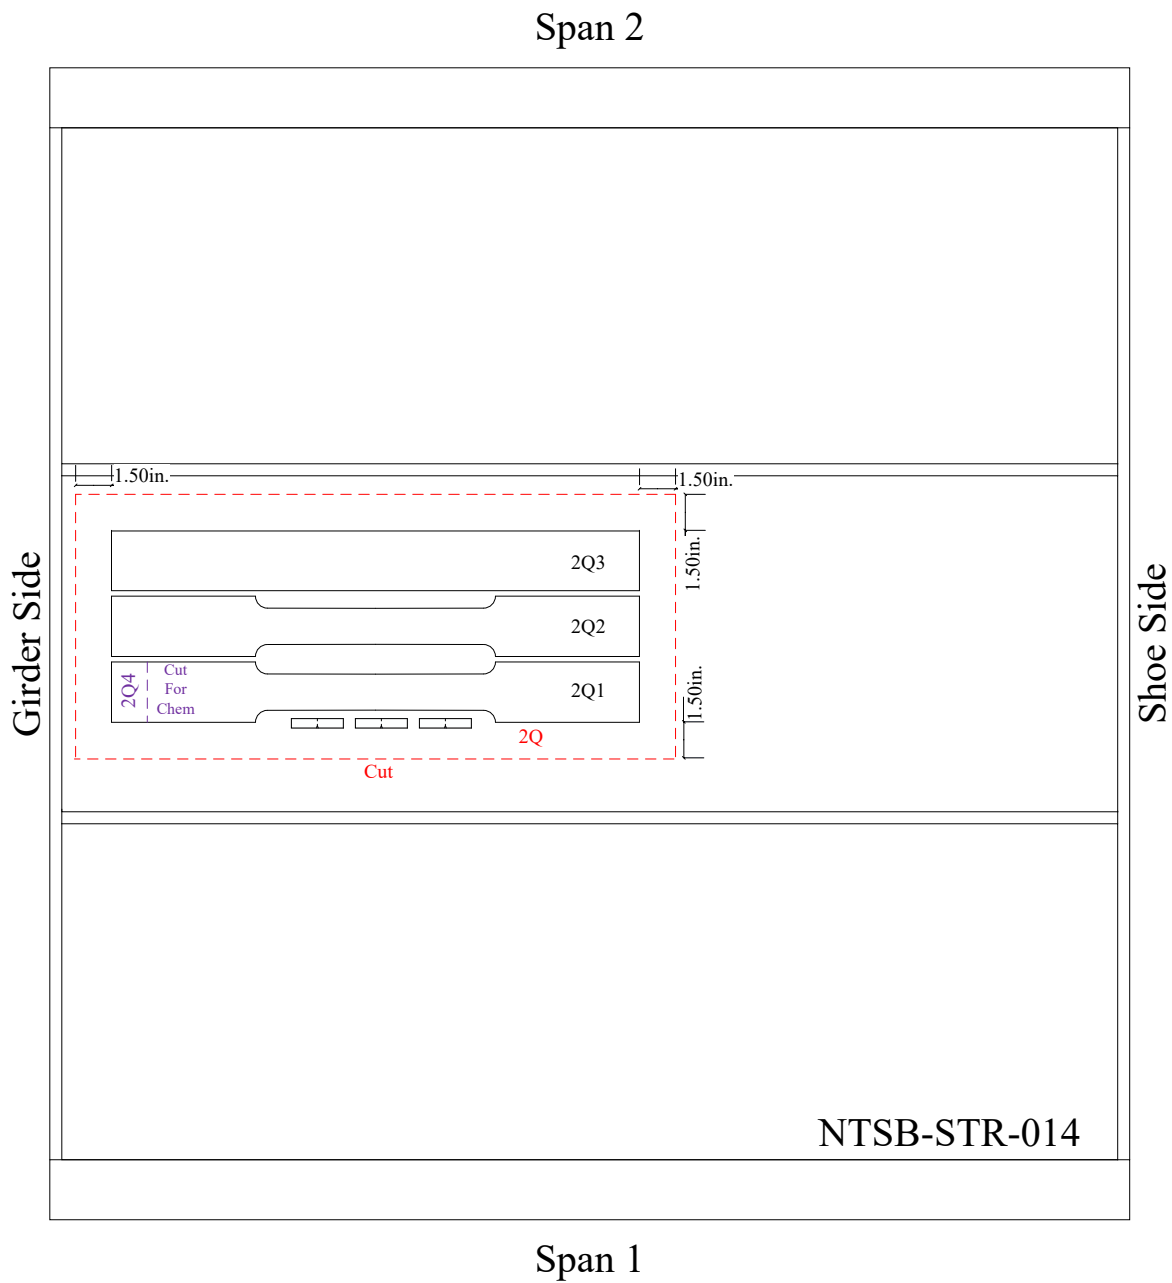 Span 2
1.50in.
1.50in.
Girder Side
2Q3
1.50in.
Shoe Side
2Q2
2Q4
Cut
For
Chem
2Q1
1.50in.
2Q
Cut
NTSB-STR-014
Span 1